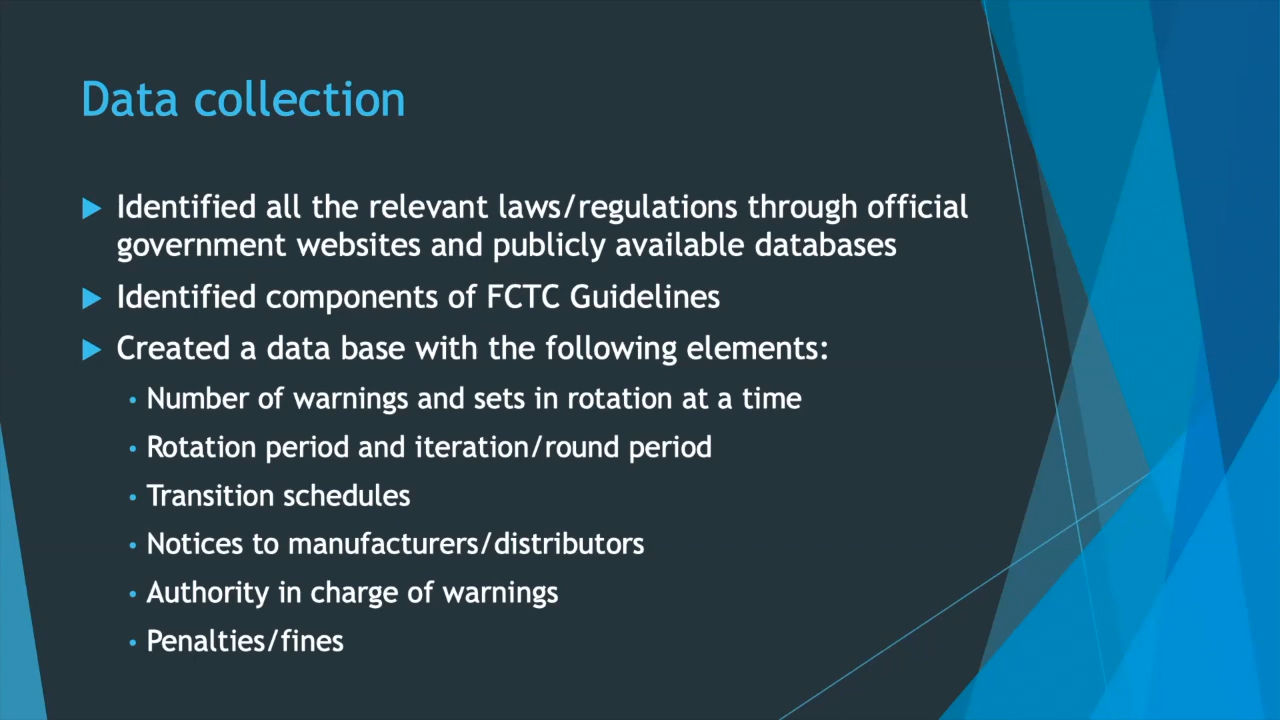 Data collection
Identified all the relevant laws/regulations through official
government websites and publicly available databases
Identified components of FCTC Guidelines
Created a data base with the following elements:
Number of warnings and sets in rotation at a time
Rotation period and iteration/round period
Transition schedules
Notices to manufacturers/distributors
Authority in charge of warnings
Penalties/fines